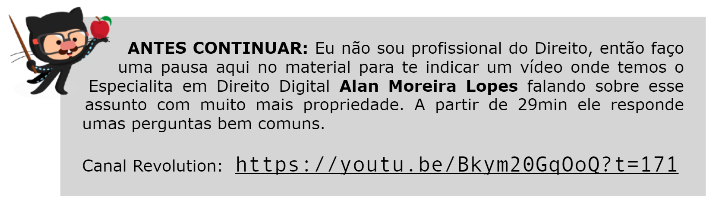 ANTES CONTINUAR: Eu não sou profissional do Direito, então faço
uma pausa aqui no material para te indicar um vídeo onde temos o
Especialita em Direito Digital Alan Moreira Lopes falando sobre esse
assunto com muito mais propriedade. A partir de 29min ele responde
umas perguntas bem comuns.
Canal Revolution: https://youtu.be/Bkym20GqOoQ?t=171